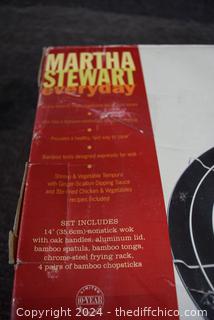 MARTHA
STEWART
everyday
Provides a healthy, fast way to cook
Bamboo tools designed expressly for wok
Shrimp & Vegetable Tempura
with Ginger-Scallion Dipping Sauce
and Stir-Fried Chicken & Vegetables
recipes included
SET INCLUDES
14" (35.6cm) nonstick wok
with oak handles, aluminum lid,
bamboo spatula, bamboo tongs,
chrome-steel frying rack,
4 pairs of bamboo chopsticks
LIMITED
10-YEAR
Copyright © 2024 - thedivchicks.com